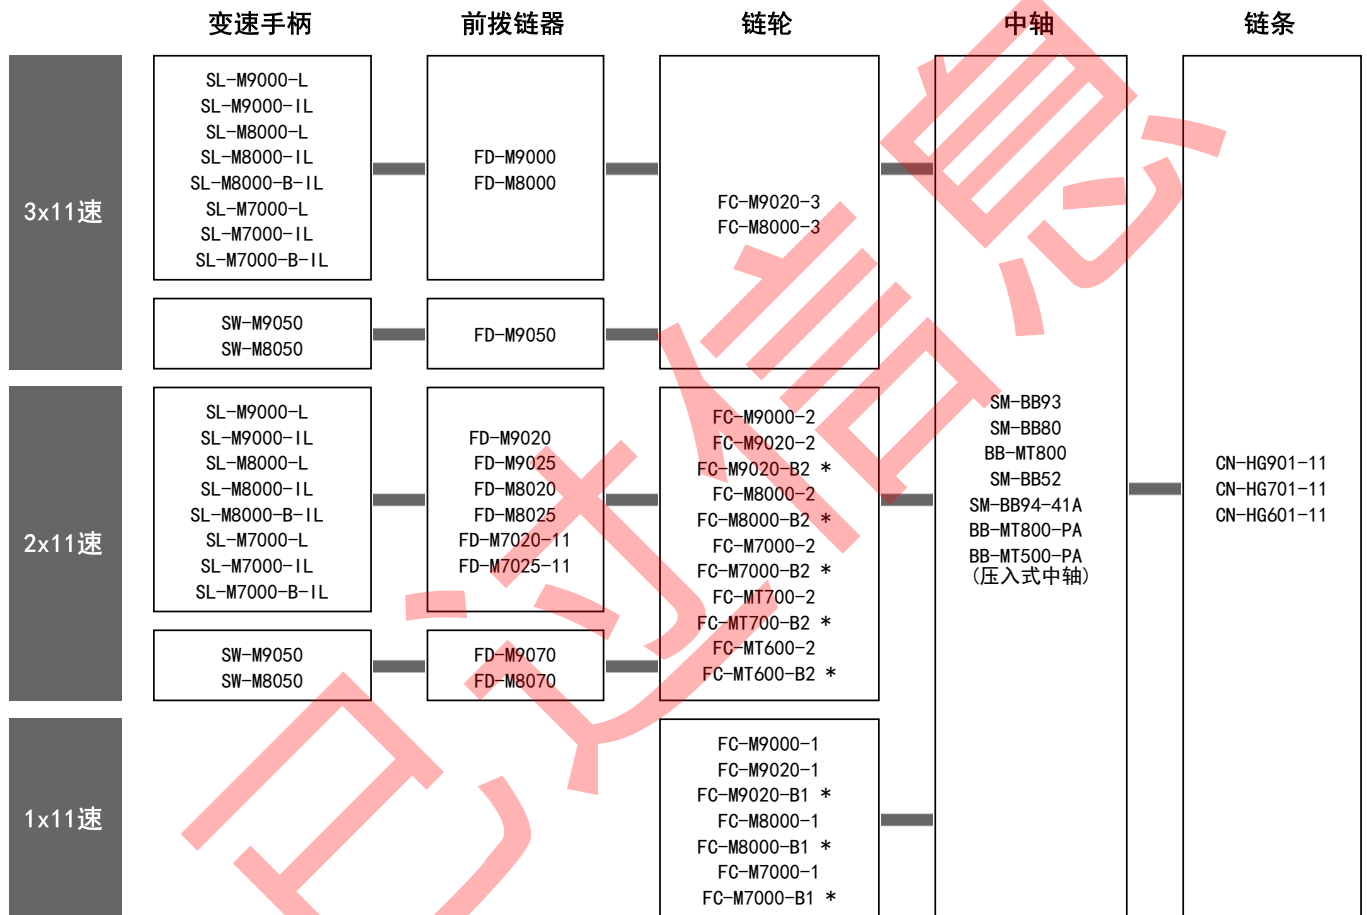 变速手柄
前拨链器
链轮
中轴
链条
3x11速
SL-M9000-L
SL-M9000-IL
SL-M8000-L
SL-M8000-IL
SL-M8000-B-IL
SL-M7000-L
SL-M7000-IL
SL-M7000-B-IL
FD-M9000
FD-M8000
SW-M9050
SW-M8050
FD-M9050
FC-M9020-3
FC-M8000-3
2x11速
SL-M9000-L
SL-M9000-IL
SL-M8000-L
SL-M8000-IL
SL-M8000-B-IL
SL-M7000-L
SL-M7000-IL
SL-M7000-B-IL
FD-M9020
FD-M9025
FD-M8020
FD-M8025
FD-M7020-11
FD-M7025-11
SW-M9050
SW-M8050
FD-M9070
FD-M8070
FC-M9000-2
FC-M9020-2
FC-M9020-B2 *
FC-M8000-2
FC-M8000-B2 *
FC-M7000-2
FC-M7000-B2 *
FC-MT700-2
FC-MT700-B2 *
FC-MT600-2
FC-MT600-B2 *
1x11速
FC-M9000-1
FC-M9020-1
FC-M9020-B1 *
FC-M8000-1
FC-M8000-B1 *
FC-M7000-1
FC-M7000-B1 *
SM-BB93
SM-BB80
BB-MT800
SM-BB52
SM-BB94-41A
BB-MT800-PA
BB-MT500-PA
(压入式中轴)
CN-HG901-11
CN-HG701-11
CN-HG601-11
已过信息